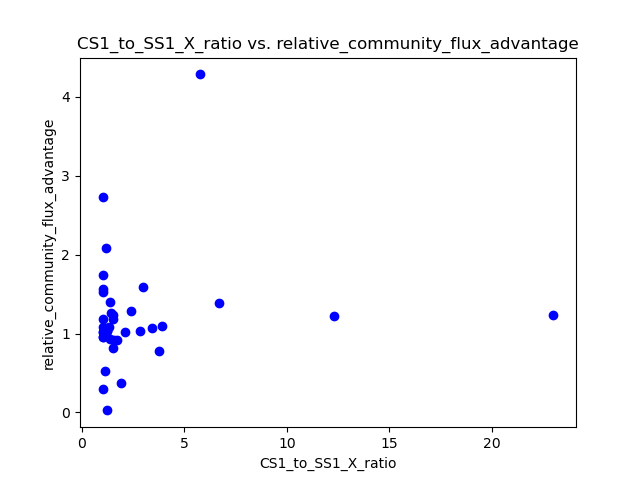 CS1_to_SS1_X_ratio vs. relative_community_flux_advantage
4
3
2
1
0
relative_community_flux_advantage
0 5 10 15 20
CS1_to_SS1_X_ratio